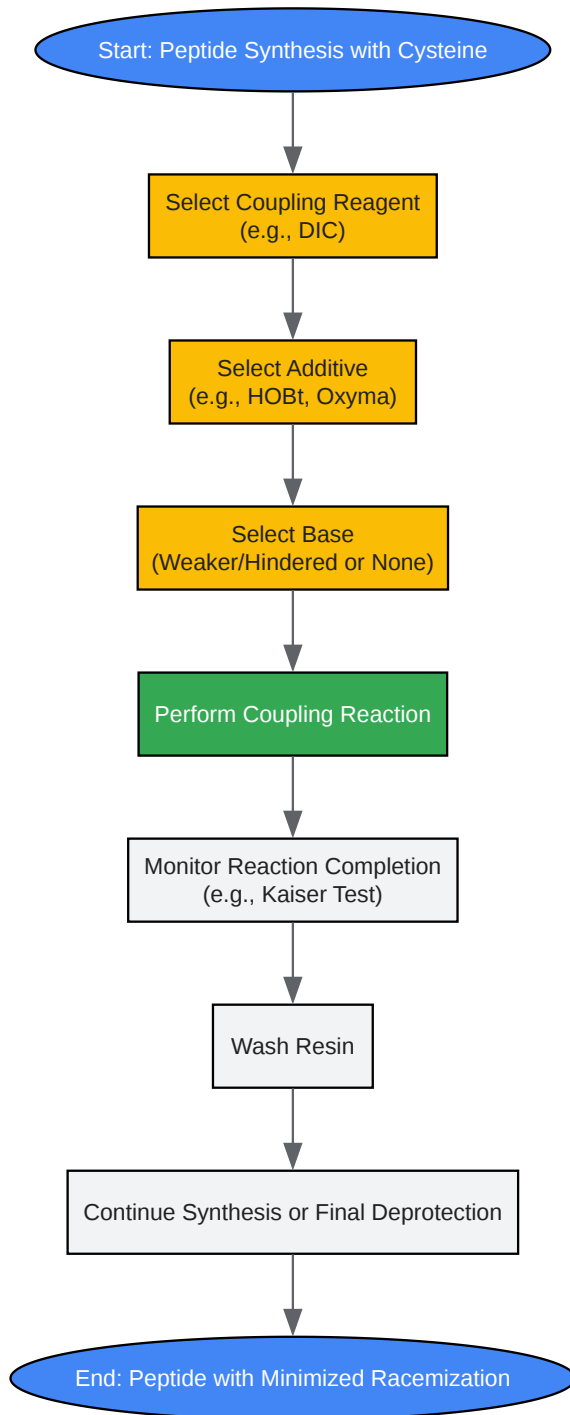 Start: Peptide Synthesis with Cysteine
Select Coupling Reagent
(e.g., DIC)
Select Additive
(e.g., HOBt, Oxyma)
Select Base
(Weaker/Hindered or None)
Perform Coupling Reaction
Monitor Reaction Completion
(e.g., Kaiser Test)
Wash Resin
Continue Synthesis or Final Deprotection
End: Peptide with Minimized Racemization